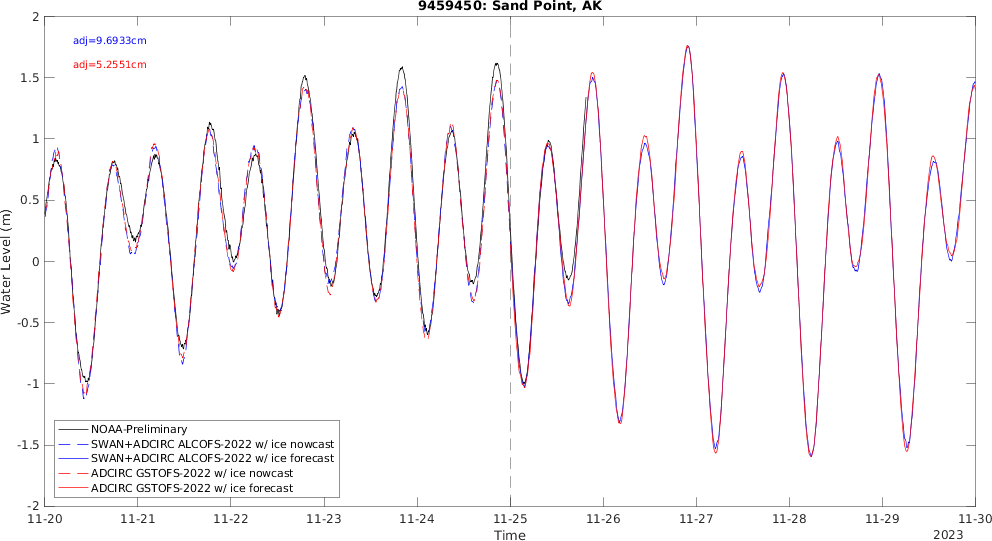 9459450: Sand Point, AK
adj=9.6933cm
adj=5.2551cm
Water Level (m)
2
1.5
1
0.5
0
-0.5
-1
-1.5
-2
NOAA-Preliminary
SWAN+ADCIRC ALCOFS-2022 w/ ice nowcast
SWAN+ADCIRC ALCOFS-2022 w/ ice forecast
ADCIRC GSTOFS-2022 w/ ice nowcast
ADCIRC GSTOFS-2022 w/ ice forecast
11-20 11-21 11-22 11-23 11-24 11-25 11-26 11-27 11-28 11-29 11-30
Time
2023